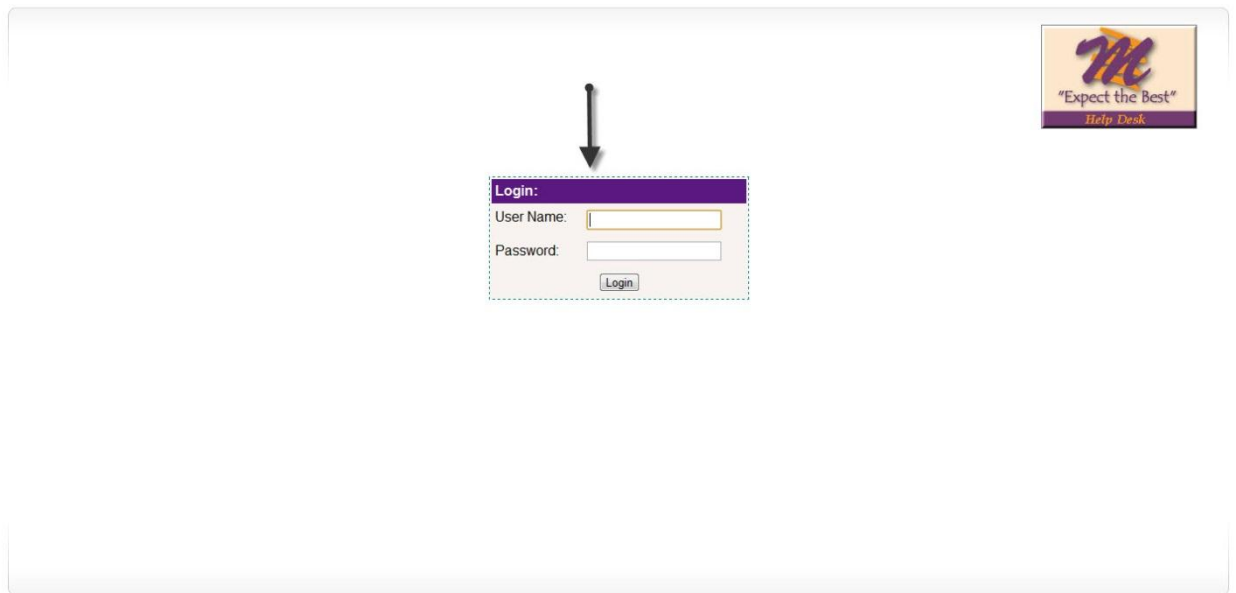 M
"Expect the Best"
Help Desk
Login:
User Name:
Password:
Login